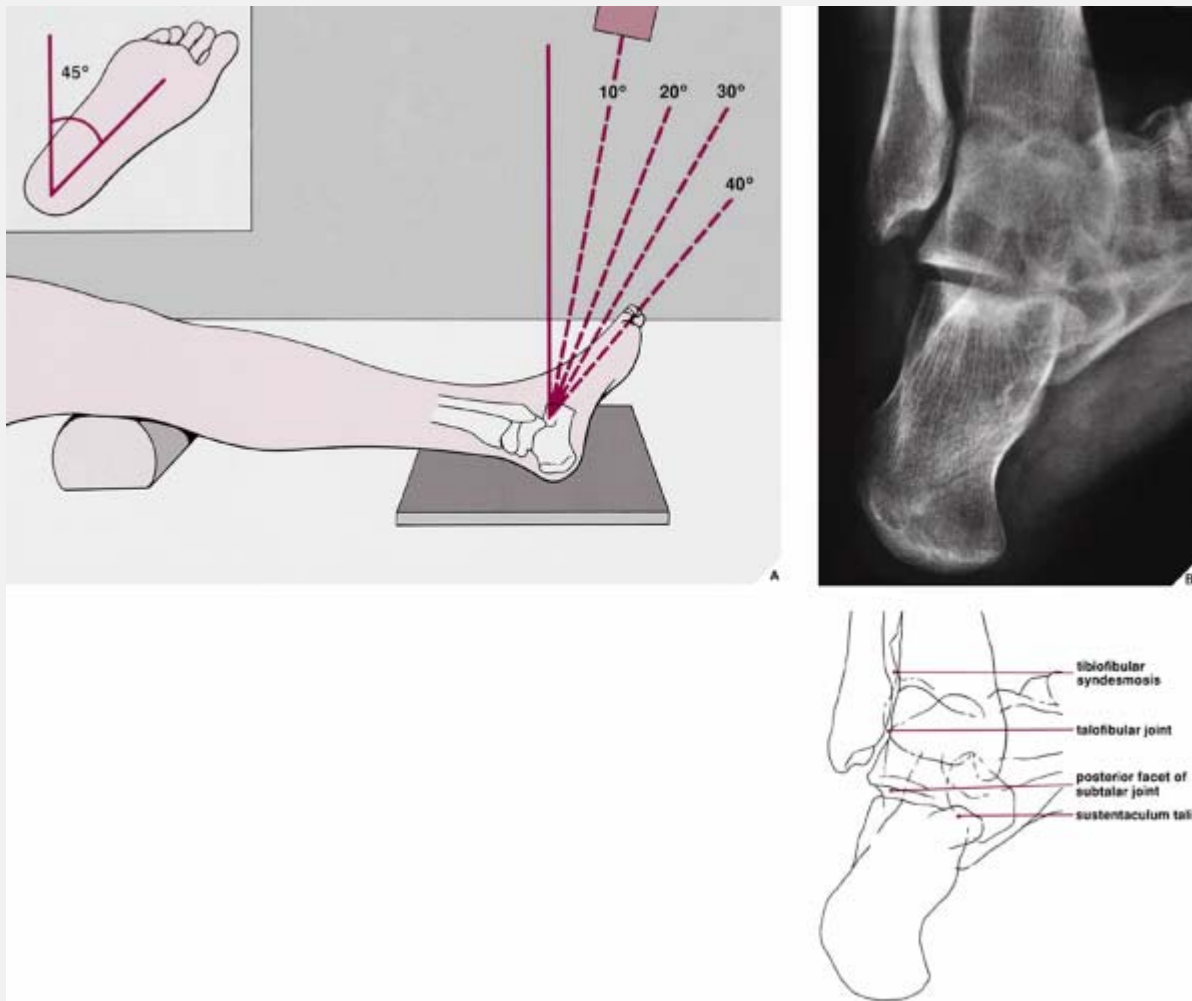 45°
10°
20°
30°
40°
A
B
tibiofibular
syndesmosis
talofibular joint
posterior facet of
subtalar joint
sustentaculum tali